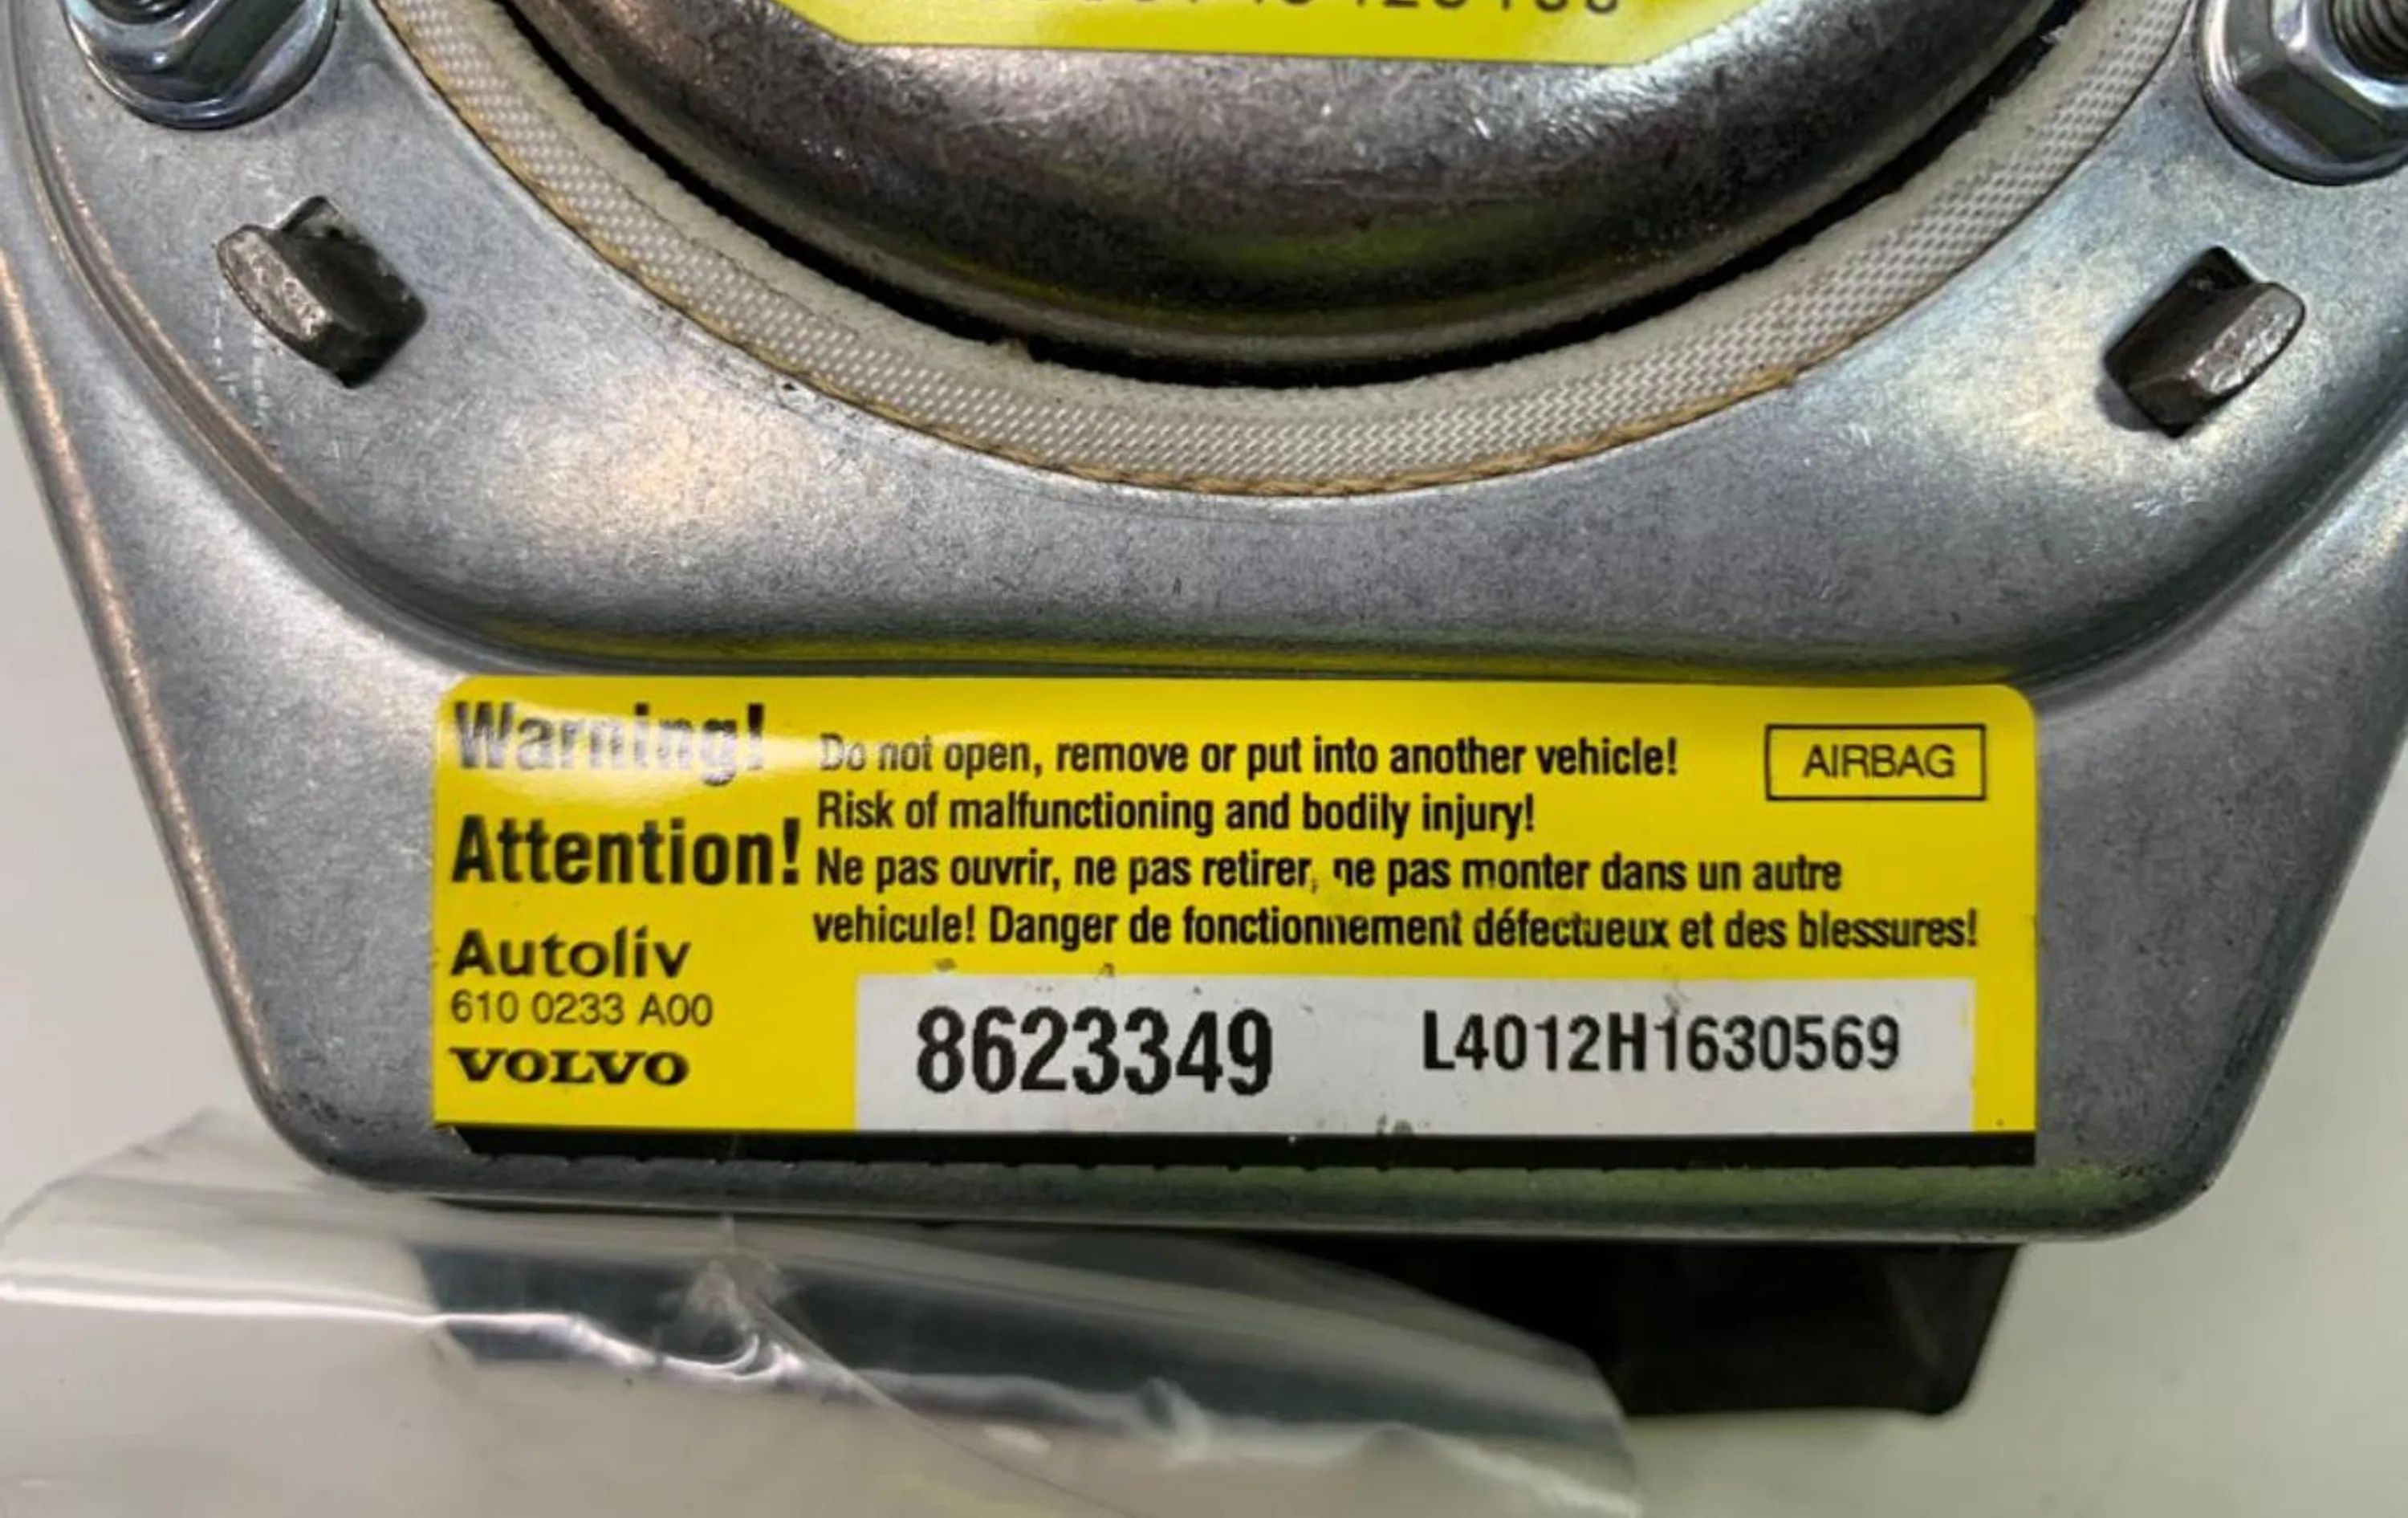 Warning!
Do not open, remove or put into another vehicle!
AIRBAG
Risk of malfunctioning and bodily injury!
Attention!
Ne pas ouvrir, ne pas retirer, ne pas monter dans un autre
vehicule! Danger de fonctionnement défectueux et des blessures!
Autoliv
610 0233 A00
VOLVO
8623349
L4012H1630569